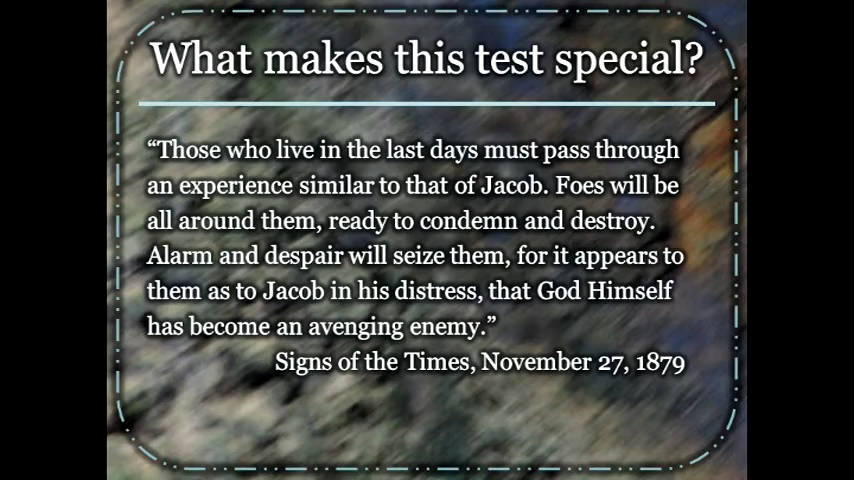 What makes this test special?
“Those who live in the last days must pass through
an experience similar to that of Jacob. Foes will be
all around them, ready to condemn and destroy.
Alarm and despair will seize them, for it appears to
them as to Jacob in his distress, that God Himself
has become an avenging enemy.”
Signs of the Times, November 27, 1879